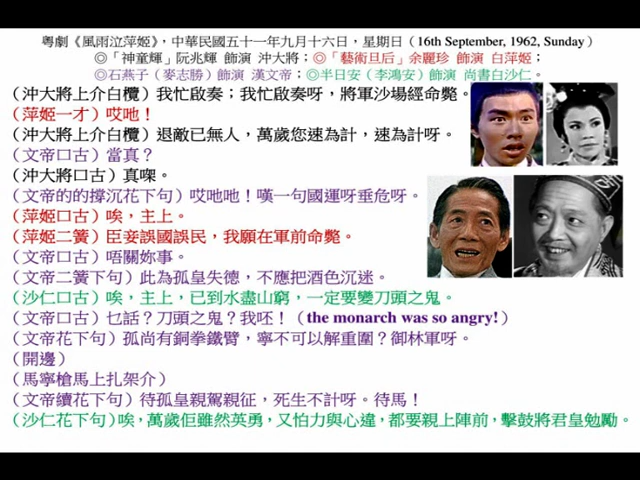 粵劇《風雨泣萍姬》，中華民國五十一年九月十六日，星期日（16th September, 1962, Sunday）
◎「神童輝」阮兆輝 飾演 沖大將；◎「藝術旦后」余麗珍 飾演 白萍姬；
◎石燕子（麥志勝）飾演 漢文帝；◎半日安（李鴻安）飾演 尚書白沙仁。
（沖大將上介白欖）我忙啟奏；我忙啟奏呀，將軍沙場經命斃。
（萍姬一才）哎吔！
（沖大將上介白欖）退敵已無人，萬歲您速為計，速為計呀。
（文帝口古）當真？
（沖大將口古）真㗎。
（文帝的的撐沉花下句）哎吔吔！嘆一句國運呀垂危呀。
（萍姬口古）唉，主上。
（萍姬二簧）臣妾誤國誤民，我願在軍前命斃。
（文帝口古）唔關妳事。
（文帝二簧下句）此為孤皇失德，不應把酒色沉迷。
（沙仁口古）唉，主上，已到水盡山窮，一定要變刀頭之鬼。
（文帝口古）乜話？刀頭之鬼？我呸！（the monarch was so angry!）
（文帝花下句）孤尚有銅拳鐵臂，寧不可以解重圍？御林軍呀。
（開邊）
（馬寧槍馬上扎架介）
（文帝續花下句）待孤皇親駕親征，死生不計呀。待馬！
（沙仁花下句）唉，萬歲佢雖然英勇，又怕力與心違，都要親上陣前，擊鼓將君皇勉勵。